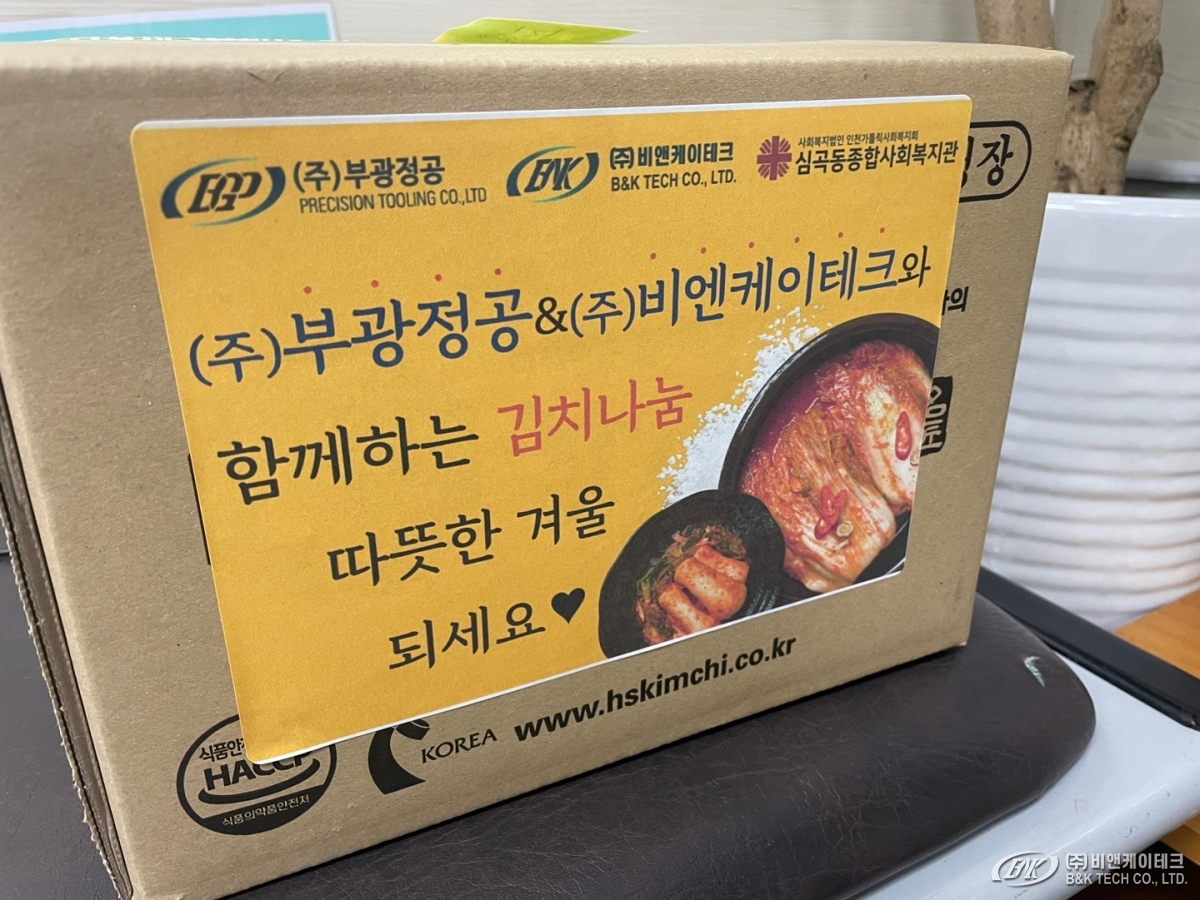 (주)부광정공
PRECISION TOOLING CO.,LTD
BNK
(주)비앤케이테크
B&K TECH CO., LTD.
사회복지법인 인천가톨릭사회복지회
심곡동종합사회복지관
장
(주)부광정공&(주)비엔케이테크와
함께하는 김치나눔
따뜻한 겨울
되세요♥
www.hskimchi.co.kr
KOREA
HACCP
식품의약품안전처
BNK
(주)비앤케이테크
B&K TECH CO., LTD.